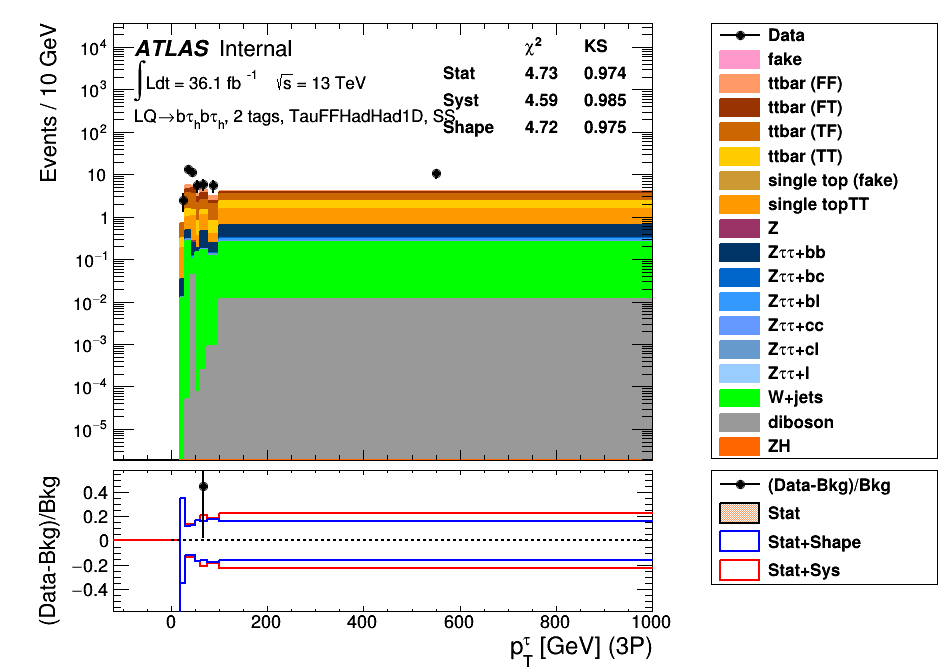 ATLAS Internal
∫Ldt = 36.1 fb⁻¹ √s = 13 TeV
LQ→bτₕbτₕ, 2 tags, TauFFHadHad1D, SS
χ² KS
Stat 4.73 0.974
Syst 4.59 0.985
Shape 4.72 0.975
Events / 10 GeV
10⁴
10³
10²
10
1
10⁻¹
10⁻²
10⁻³
10⁻⁴
10⁻⁵
Data
fake
ttbar (FF)
ttbar (FT)
ttbar (TF)
ttbar (TT)
single top (fake)
single topTT
Z
Zττ+bb
Zττ+bc
Zττ+bl
Zττ+cc
Zττ+cl
Zττ+l
W+jets
diboson
ZH
(Data-Bkg)/Bkg
0.4
0.2
0
−0.2
−0.4
0 200 400 600 800 1000
p_T^τ [GeV] (3P)
(Data-Bkg)/Bkg
Stat
Stat+Shape
Stat+Sys